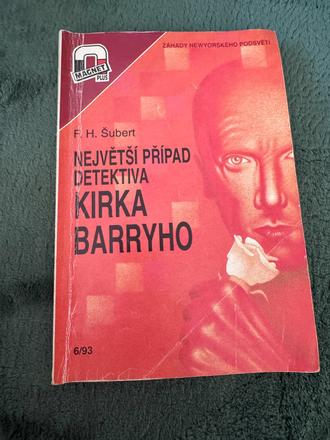 MAGNET
PLUS
ZÁHADY NEWYORSKÉHO PODSVĚTÍ
F. H. Šubert
NEJVĚTŠÍ PŘÍPAD
DETEKTIVA
KIRKA
BARRYHO
6/93